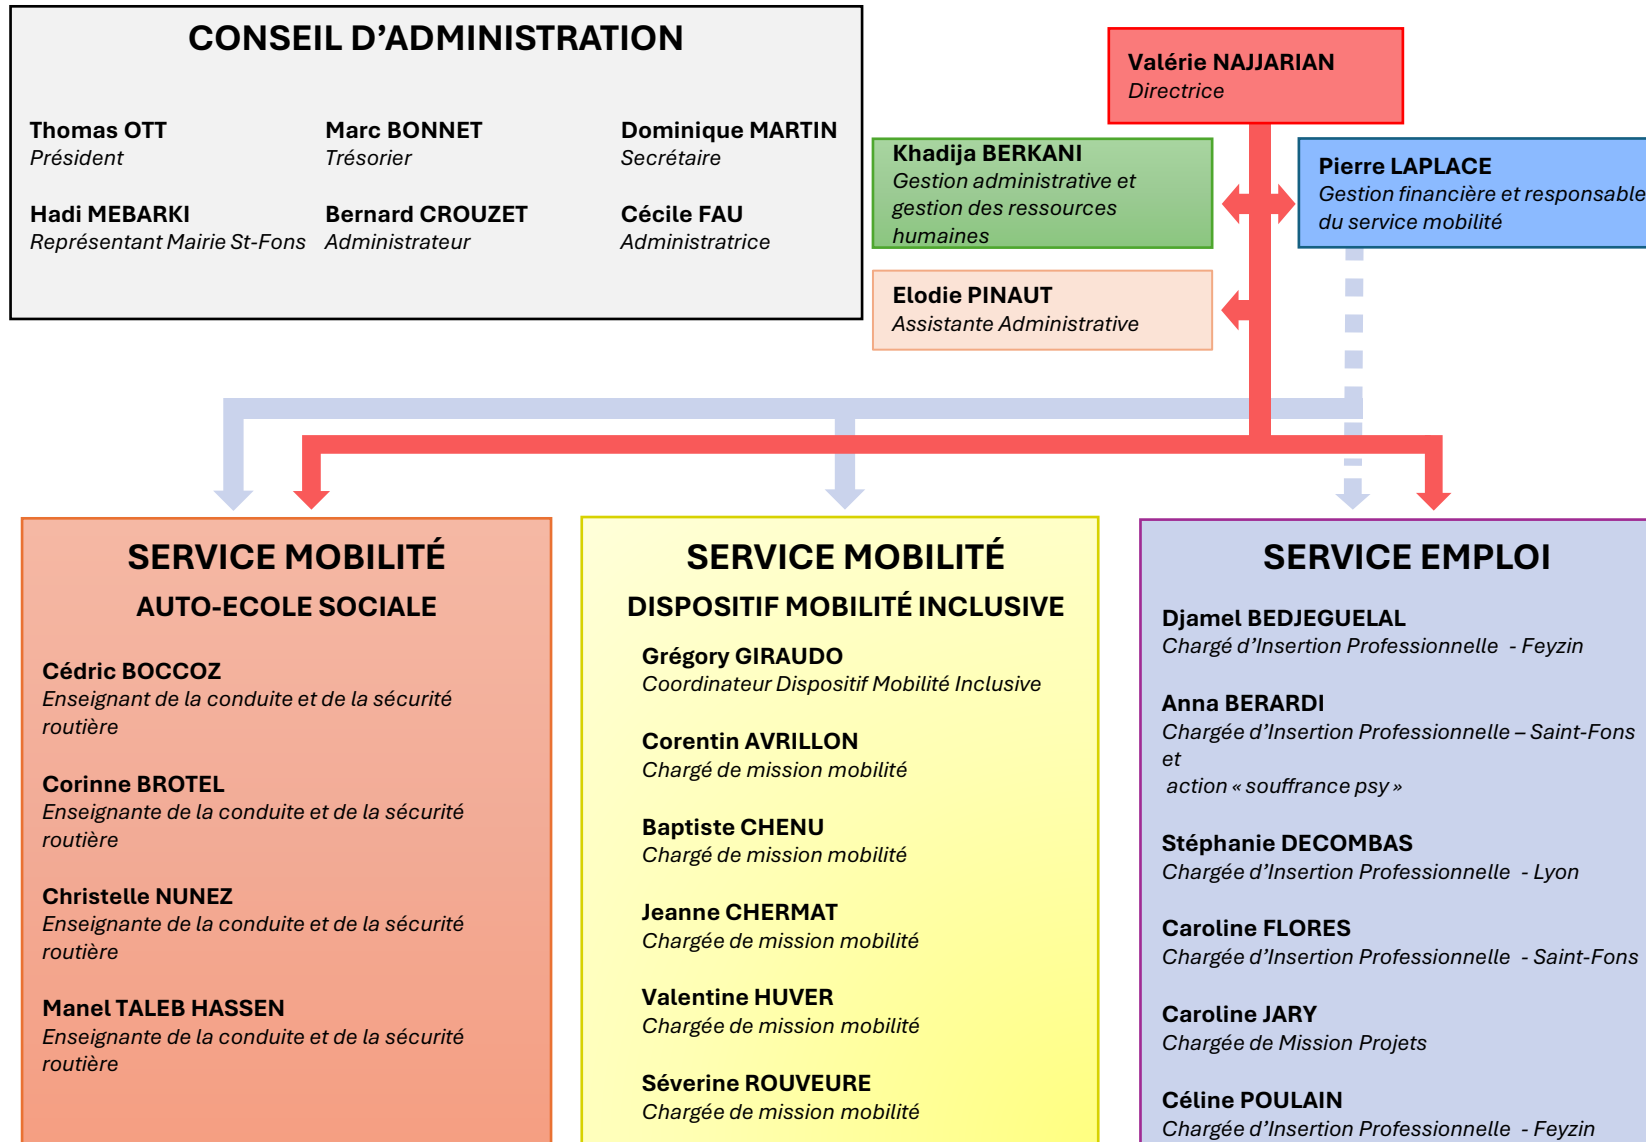 CONSEIL D’ADMINISTRATION
Thomas OTT
Président
Marc BONNET
Trésorier
Dominique MARTIN
Secrétaire
Hadi MEBARKI
Représentant Mairie St-Fons
Bernard CROUZET
Administrateur
Cécile FAU
Administratrice
Valérie NAJJARIAN
Directrice
Khadija BERKANI
Gestion administrative et
gestion des ressources
humaines
Pierre LAPLACE
Gestion financière et responsable
du service mobilité
Elodie PINAUT
Assistante Administrative
SERVICE MOBILITÉ
AUTO-ECOLE SOCIALE
Cédric BOCCOZ
Enseignant de la conduite et de la sécurité
routière
Corinne BROTEL
Enseignante de la conduite et de la sécurité
routière
Christelle NUNEZ
Enseignante de la conduite et de la sécurité
routière
Manel TALEB HASSEN
Enseignante de la conduite et de la sécurité
routière
SERVICE MOBILITÉ
DISPOSITIF MOBILITÉ INCLUSIVE
Grégory GIRAUDO
Coordinateur Dispositif Mobilité Inclusive
Corentin AVRILLON
Chargé de mission mobilité
Baptiste CHENU
Chargé de mission mobilité
Jeanne CHERMAT
Chargée de mission mobilité
Valentine HUVER
Chargée de mission mobilité
Séverine ROUVEURE
Chargée de mission mobilité
SERVICE EMPLOI
Djamel BEDJEGUELAL
Chargé d’Insertion Professionnelle - Feyzin
Anna BERARDI
Chargée d’Insertion Professionnelle – Saint-Fons
et
action « souffrance psy »
Stéphanie DECOMBAS
Chargée d’Insertion Professionnelle - Lyon
Caroline FLORES
Chargée d’Insertion Professionnelle - Saint-Fons
Caroline JARY
Chargée de Mission Projets
Céline POULAIN
Chargée d’Insertion Professionnelle - Feyzin